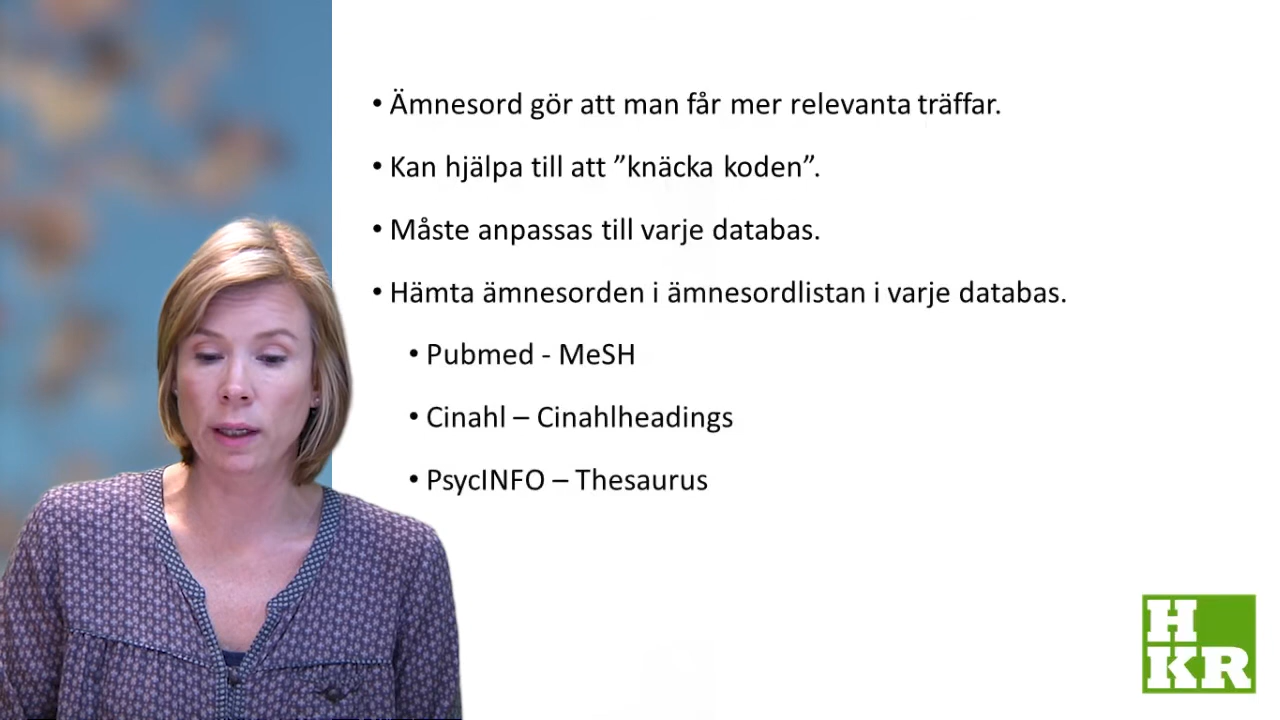 • Ämnesord gör att man får mer relevanta träffar.
• Kan hjälpa till att ”knäcka koden”.
• Måste anpassas till varje databas.
• Hämta ämnesorden i ämnesordlistan i varje databas.
• Pubmed - MeSH
• Cinahl – Cinahlheadings
• PsycINFO – Thesaurus
H
KR